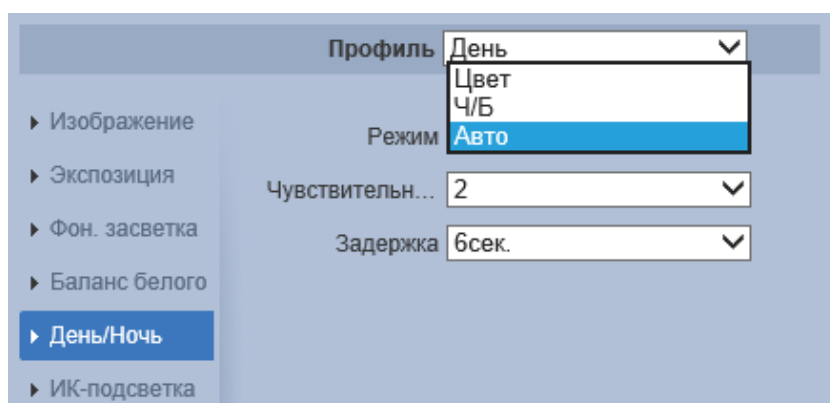 Профиль День
Цвет
Ч/Б
Режим Авто
Изображение
Экспозиция
Фон. засветка
Баланс белого
День/Ночь
ИК-подсветка
Чувствительн... 2
Задержка 6сек.